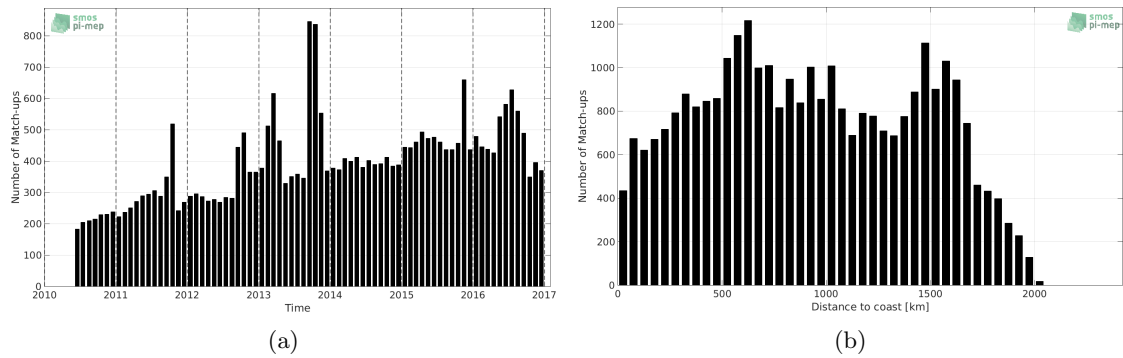 smos
pi-mep
Number of Match-ups
800
700
600
500
400
300
200
100
0
2010 2011 2012 2013 2014 2015 2016 2017
Time
(a)
smos
pi-mep
Number of Match-ups
1200
1000
800
600
400
200
0
0 500 1000 1500 2000
Distance to coast [km]
(b)